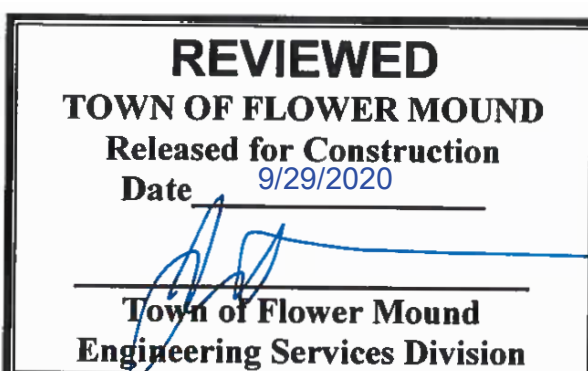 REVIEWED
TOWN OF FLOWER MOUND
Released for Construction
Date 9/29/2020
Town of Flower Mound
Engineering Services Division